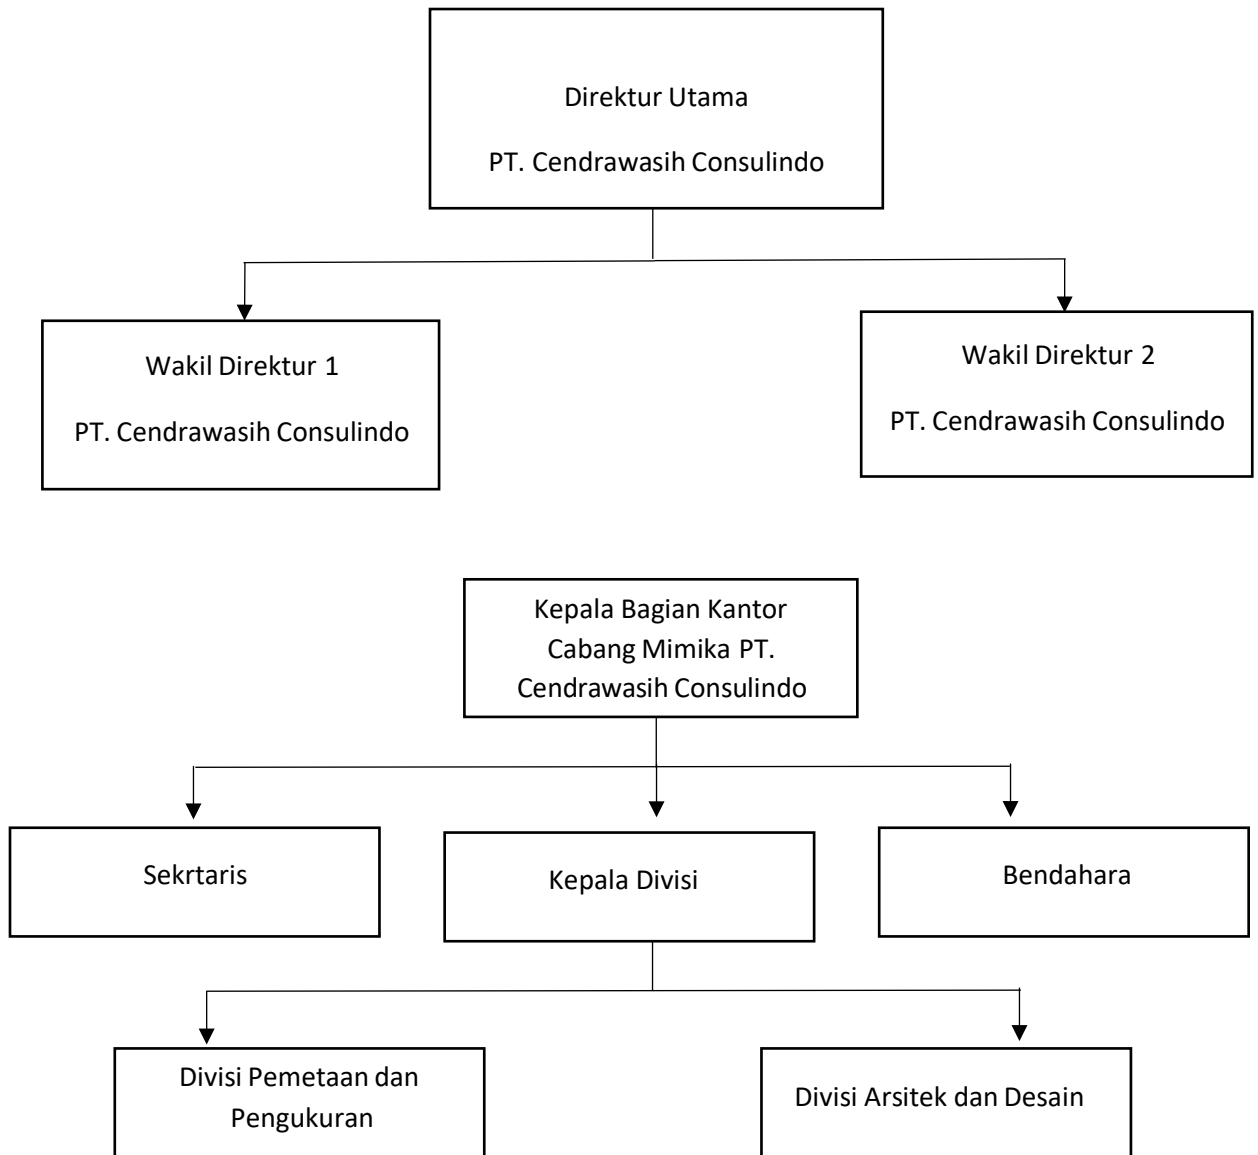 Direktur Utama
PT. Cendrawasih Consulindo
Wakil Direktur 1
PT. Cendrawasih Consulindo
Wakil Direktur 2
PT. Cendrawasih Consulindo
Kepala Bagian Kantor
Cabang Mimika PT.
Cendrawasih Consulindo
Sekrtaris
Kepala Divisi
Bendahara
Divisi Pemetaan dan
Pengukuran
Divisi Arsitek dan Desain